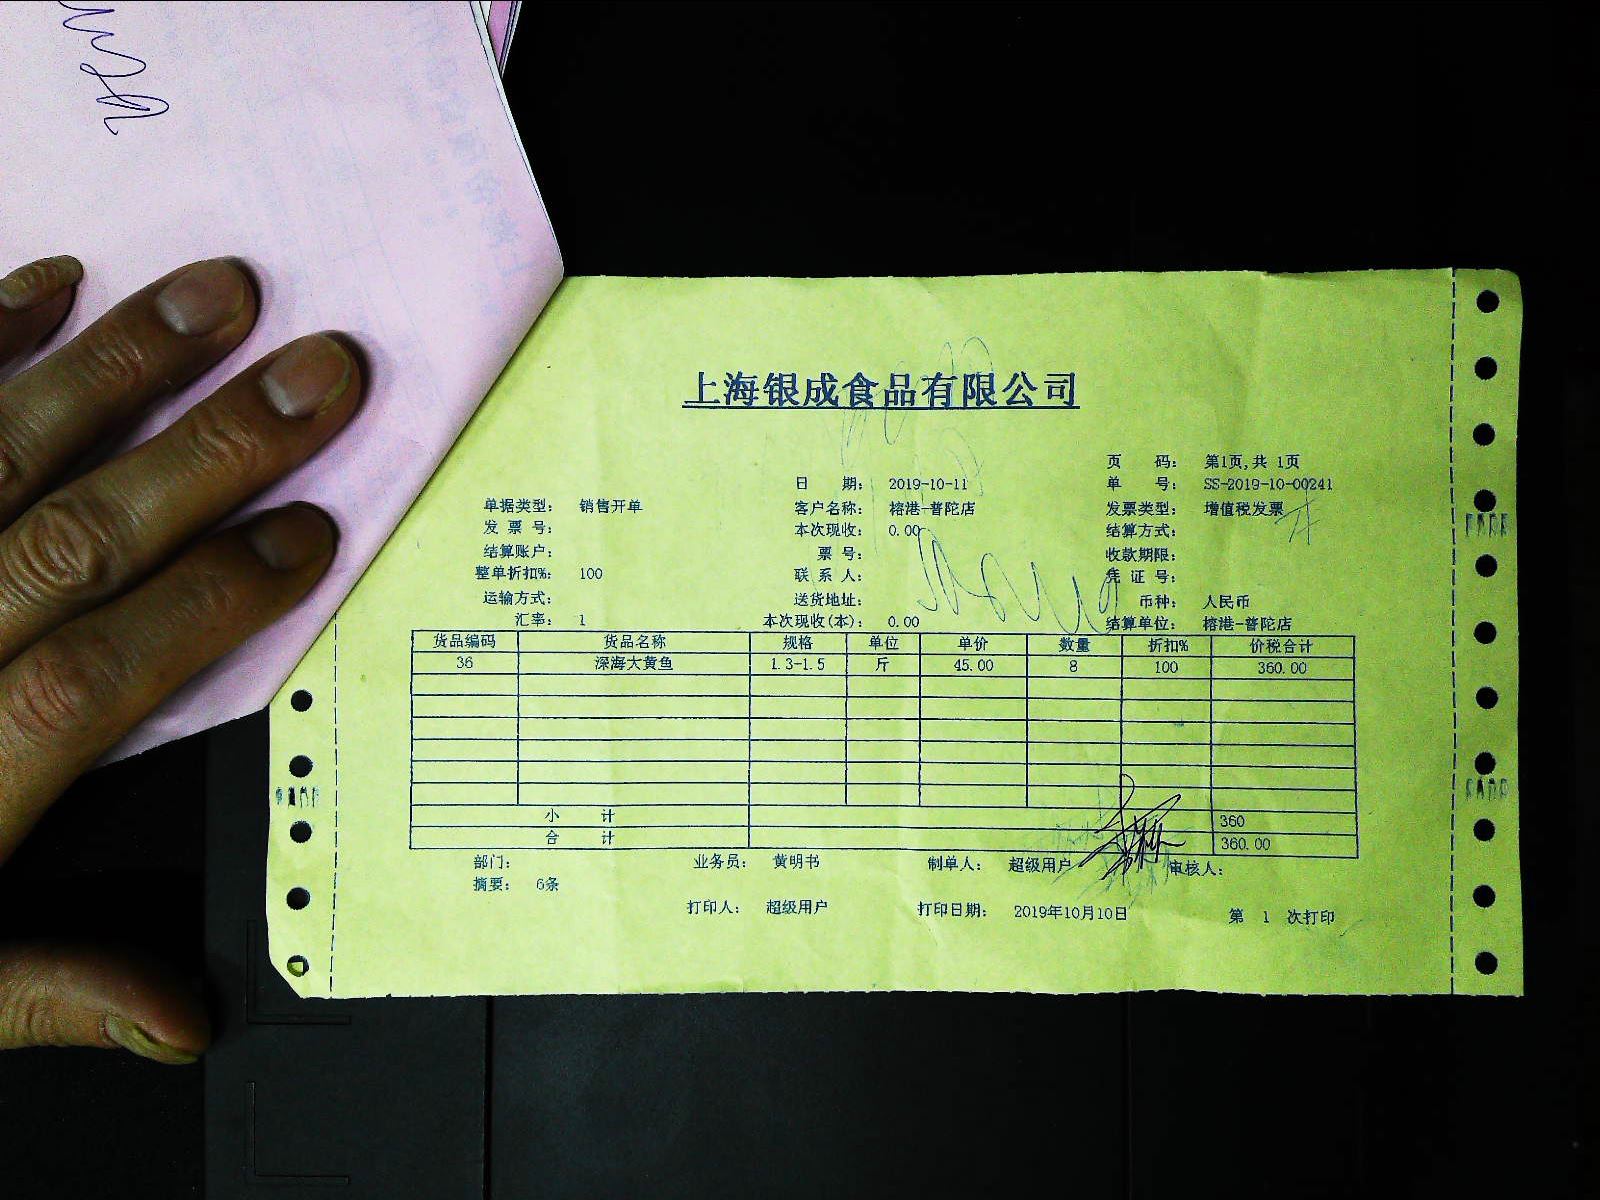 上海银成食品有限公司
页 码： 第1页,共 1页
日 期： 2019-10-11 单 号： SS-2019-10-00241
单据类型： 销售开单 客户名称： 榕港-普陀店 发票类型： 增值税发票
发 票 号： 本次现收： 0.00 结算方式：
结算账户： 票 号： 收款期限：
整单折扣%： 100 联 系 人： 凭 证 号：
运输方式： 送货地址： 币种： 人民币
汇率： 1 本次现收(本)： 0.00 结算单位： 榕港-普陀店
货品编码 货品名称 规格 单位 单价 数量 折扣% 价税合计
36 深海大黄鱼 1.3-1.5 斤 45.00 8 100 360.00
小 计 360
合 计 360.00
部门： 业务员： 黄明书 制单人： 超级用户 审核人：
摘要： 6条
打印人： 超级用户 打印日期： 2019年10月10日 第 1 次打印